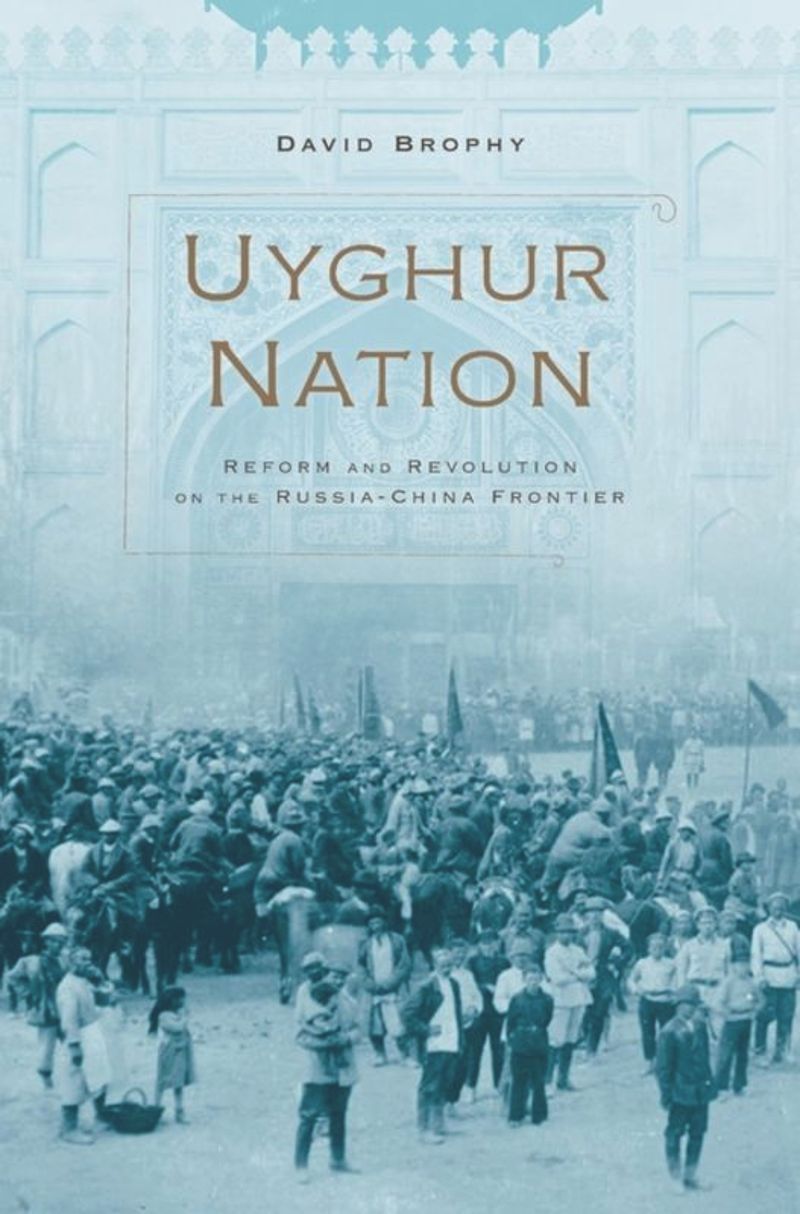 DAVID BROPHY
UYGHUR
NATION
REFORM AND REVOLUTION
ON THE RUSSIA-CHINA FRONTIER